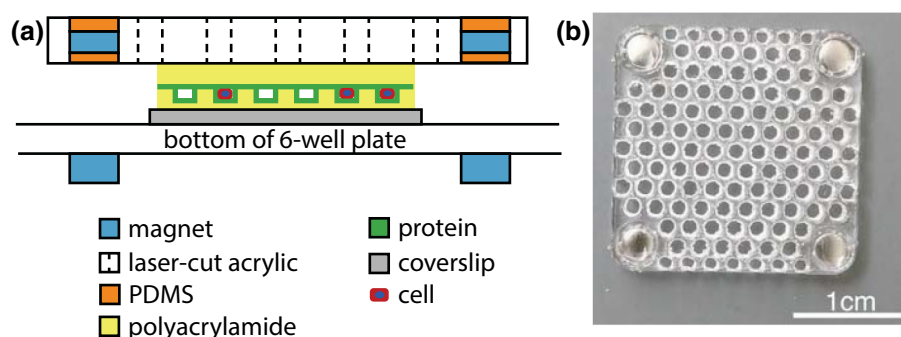 (a)
bottom of 6-well plate
magnet
laser-cut acrylic
PDMS
polyacrylamide
protein
coverslip
cell
(b)
1cm